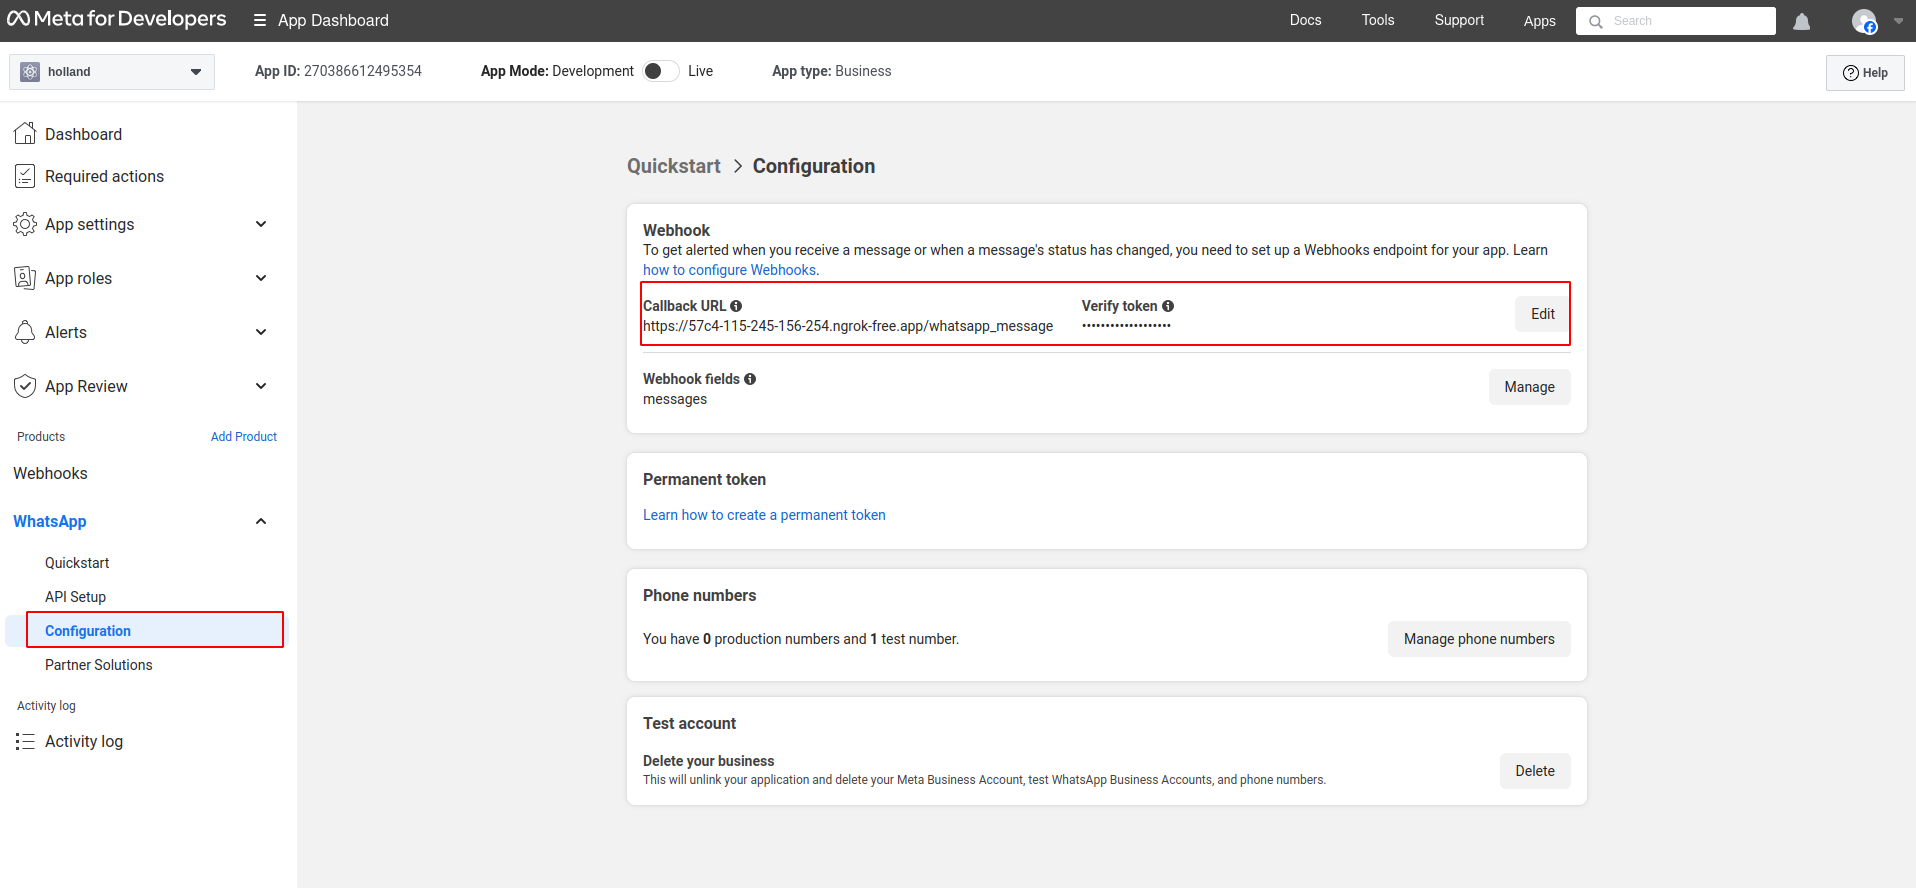 Meta for Developers
App Dashboard
Docs
Tools
Support
Apps
Search
holland
App ID: 270386612495354
App Mode: Development
Live
App type: Business
Help
Dashboard
Required actions
App settings
App roles
Alerts
App Review
Products
Add Product
Webhooks
WhatsApp
Quickstart
API Setup
Configuration
Partner Solutions
Activity log
Activity log
Quickstart > Configuration
Webhook
To get alerted when you receive a message or when a message's status has changed, you need to set up a Webhooks endpoint for your app. Learn
how to configure Webhooks.
Callback URL
https://57c4-115-245-156-254.ngrok-free.app/whatsapp_message
Verify token
•••••••••••••••••••
Edit
Webhook fields
messages
Manage
Permanent token
Learn how to create a permanent token
Phone numbers
You have 0 production numbers and 1 test number.
Manage phone numbers
Test account
Delete your business
This will unlink your application and delete your Meta Business Account, test WhatsApp Business Accounts, and phone numbers.
Delete